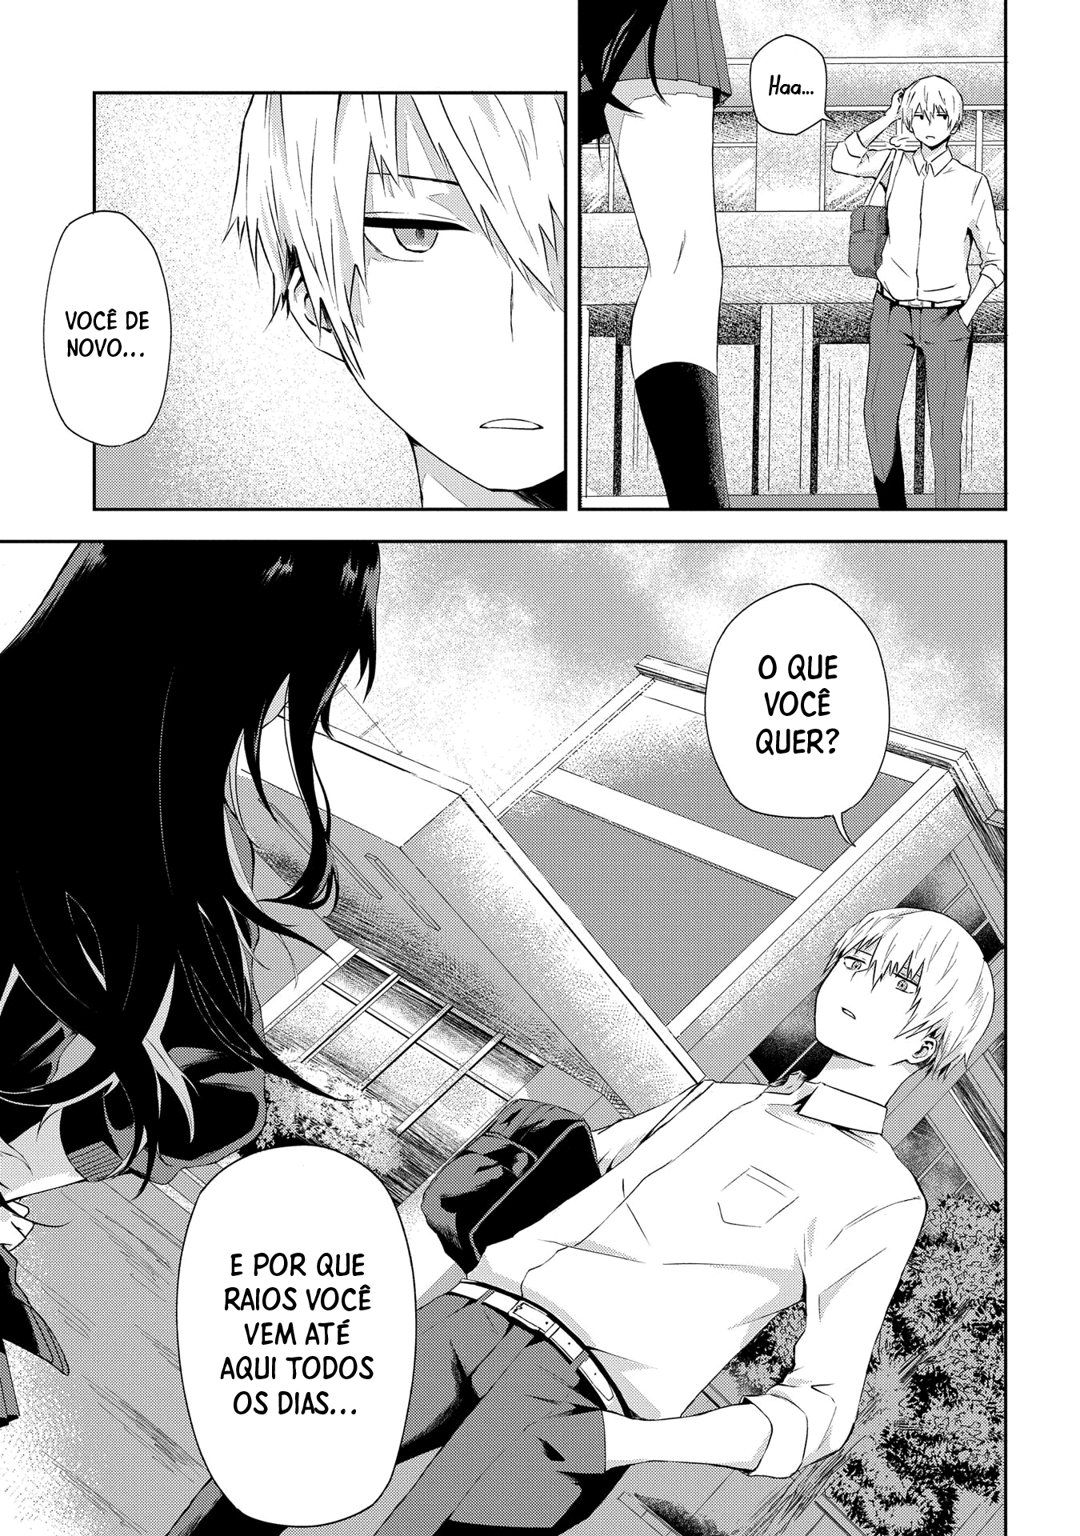 Haa...
VOCÊ DE
NOVO...
O QUE
VOCÊ
QUER?
E POR QUE
RAIOS VOCÊ
VEM ATÉ
AQUI TODOS
OS DIAS...